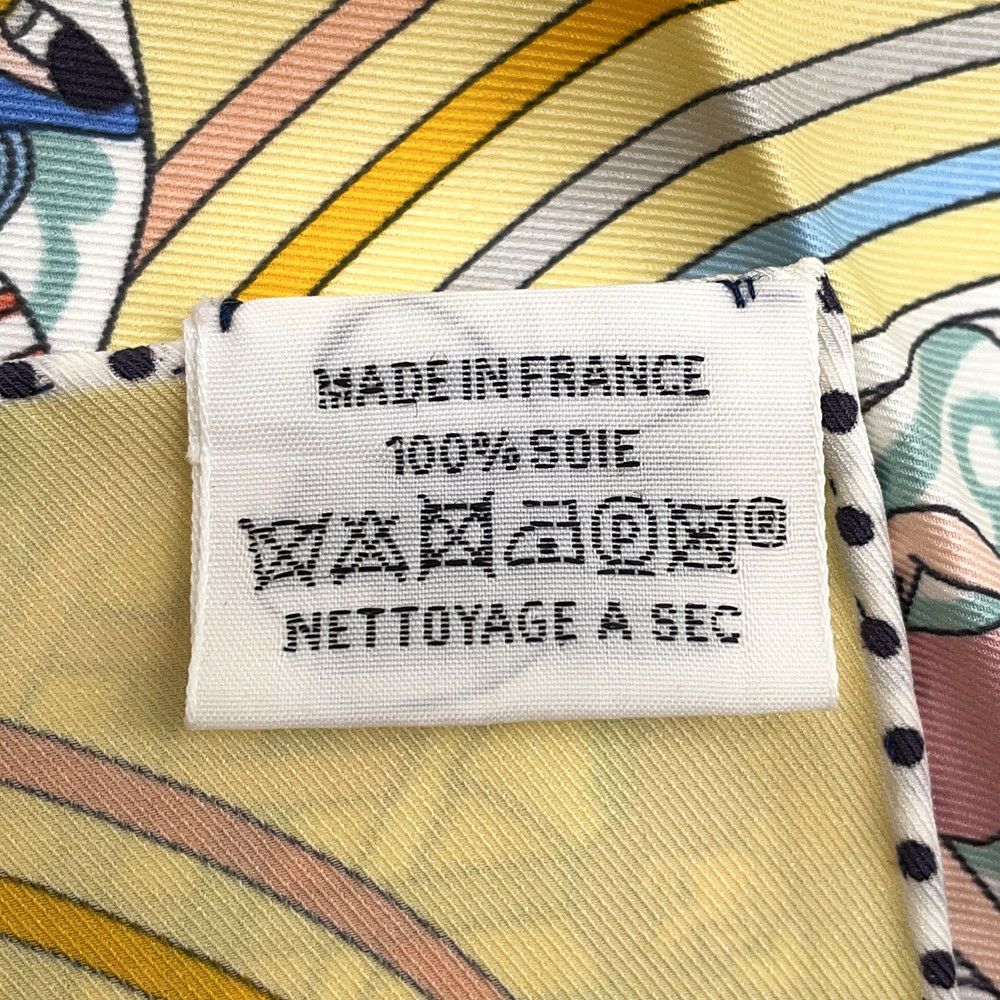 MADE IN FRANCE
100% SOIE
P
NETTOYAGE A SEC